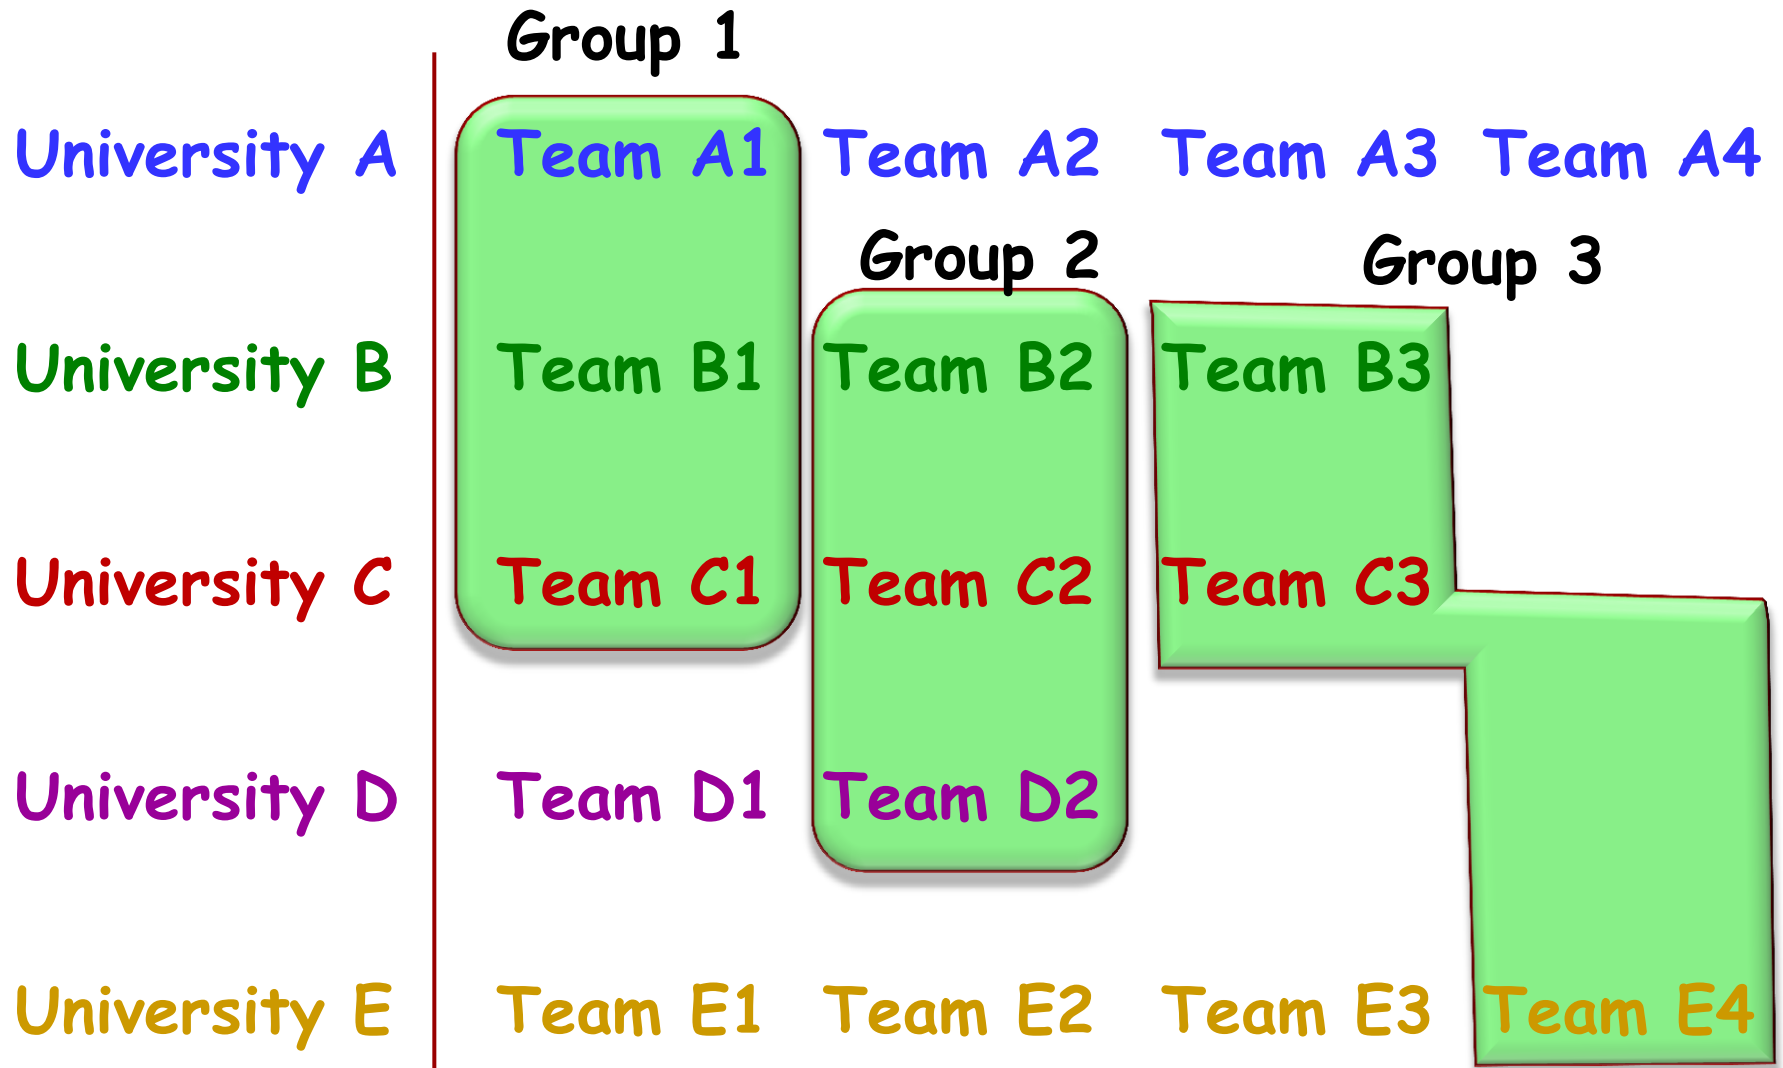 Group 1
University A Team A1 Team A2 Team A3 Team A4
Group 2 Group 3
University B Team B1 Team B2 Team B3
University C Team C1 Team C2 Team C3
University D Team D1 Team D2
University E Team E1 Team E2 Team E3 Team E4